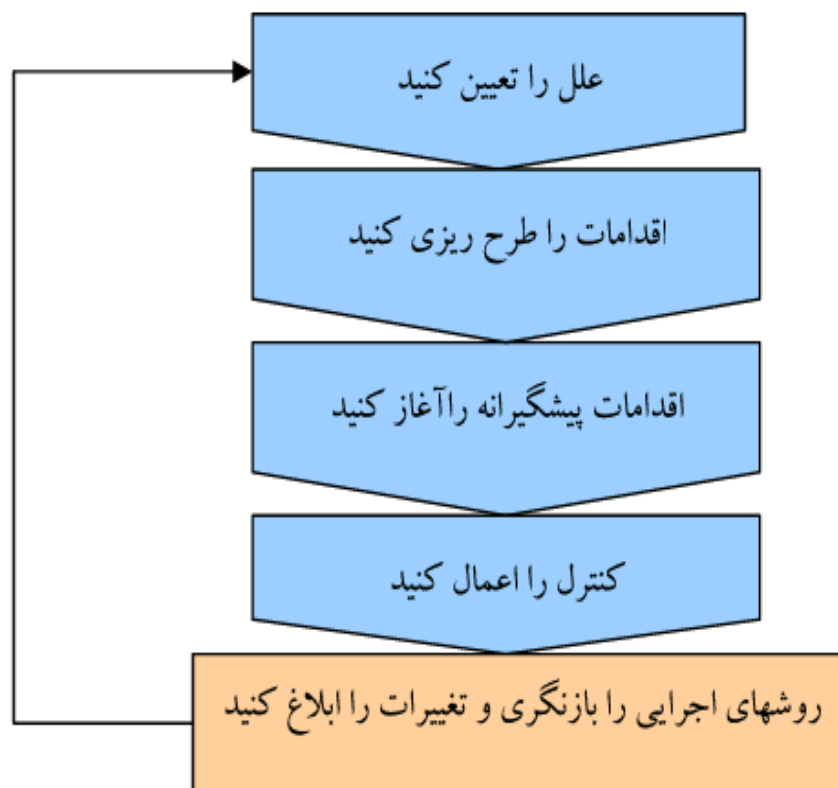 علل را تعیین کنید
اقدامات را طرح ریزی کنید
اقدامات پیشگیرانه راآغاز کنید
کنترل را اعمال کنید
روشهای اجرایی را بازنگری و تغییرات را ابلاغ کنید